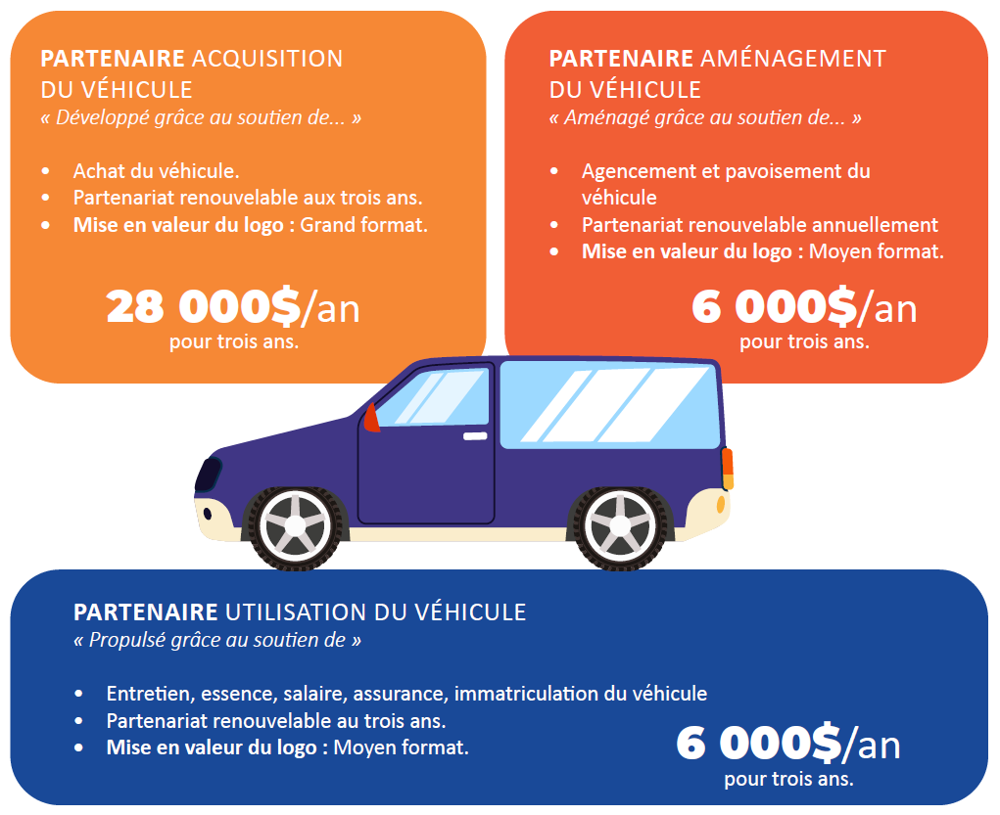 PARTENAIRE ACQUISITION
DU VÉHICULE
« Développé grâce au soutien de... »
• Achat du véhicule.
• Partenariat renouvelable aux trois ans.
• Mise en valeur du logo : Grand format.
28 000$/an
pour trois ans.
PARTENAIRE AMÉNAGEMENT
DU VÉHICULE
« Aménagé grâce au soutien de... »
• Agencement et pavoisement du
véhicule
• Partenariat renouvelable annuellement
• Mise en valeur du logo : Moyen format.
6 000$/an
pour trois ans.
PARTENAIRE UTILISATION DU VÉHICULE
« Propulsé grâce au soutien de »
• Entretien, essence, salaire, assurance, immatriculation du véhicule
• Partenariat renouvelable au trois ans.
• Mise en valeur du logo : Moyen format.
6 000$/an
pour trois ans.